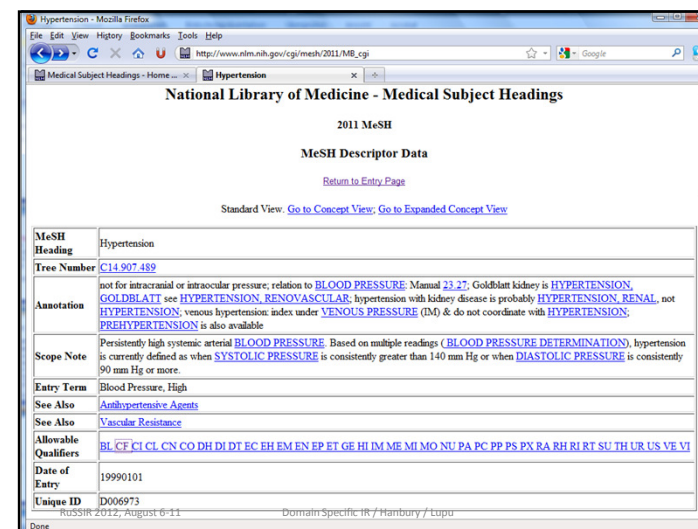 Hypertension - Mozilla Firefox
File Edit View History Bookmarks Tools Help
http://www.nlm.nih.gov/cgi/mesh/2011/MB_cgi
Google
Medical Subject Headings - Home ...
Hypertension
National Library of Medicine - Medical Subject Headings
2011 MeSH
MeSH Descriptor Data
Return to Entry Page
Standard View. Go to Concept View; Go to Expanded Concept View
MeSH Heading Hypertension
Tree Number C14.907.489
Annotation
not for intracranial or intraocular pressure; relation to BLOOD PRESSURE: Manual 23.27; Goldblatt kidney is HYPERTENSION,
GOLDBLATT see HYPERTENSION, RENOVASCULAR; hypertension with kidney disease is probably HYPERTENSION, RENAL, not
HYPERTENSION; venous hypertension: index under VENOUS PRESSURE (IM) & do not coordinate with HYPERTENSION;
PREHYPERTENSION is also available
Scope Note
Persistently high systemic arterial BLOOD PRESSURE. Based on multiple readings ( BLOOD PRESSURE DETERMINATION), hypertension
is currently defined as when SYSTOLIC PRESSURE is consistently greater than 140 mm Hg or when DIASTOLIC PRESSURE is consistently
90 mm Hg or more.
Entry Term Blood Pressure, High
See Also Antihypertensive Agents
See Also Vascular Resistance
Allowable Qualifiers BL CF CI CL CN CO DH DI DT EC EH EM EN EP ET GE HI IM ME MI MO NU PA PC PP PS PX RA RH RI RT SU TH UR US VE VI
Date of Entry 19990101
Unique ID D006973
RuSSIR 2012, August 6-11
Domain Specific IR / Hanbury / Lupu
Done